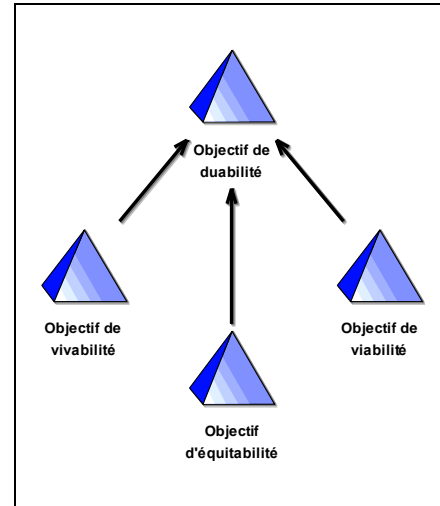 Objectif de
duabilité
Objectif de
vivabilité
Objectif de
viabilité
Objectif
d'équitabilité